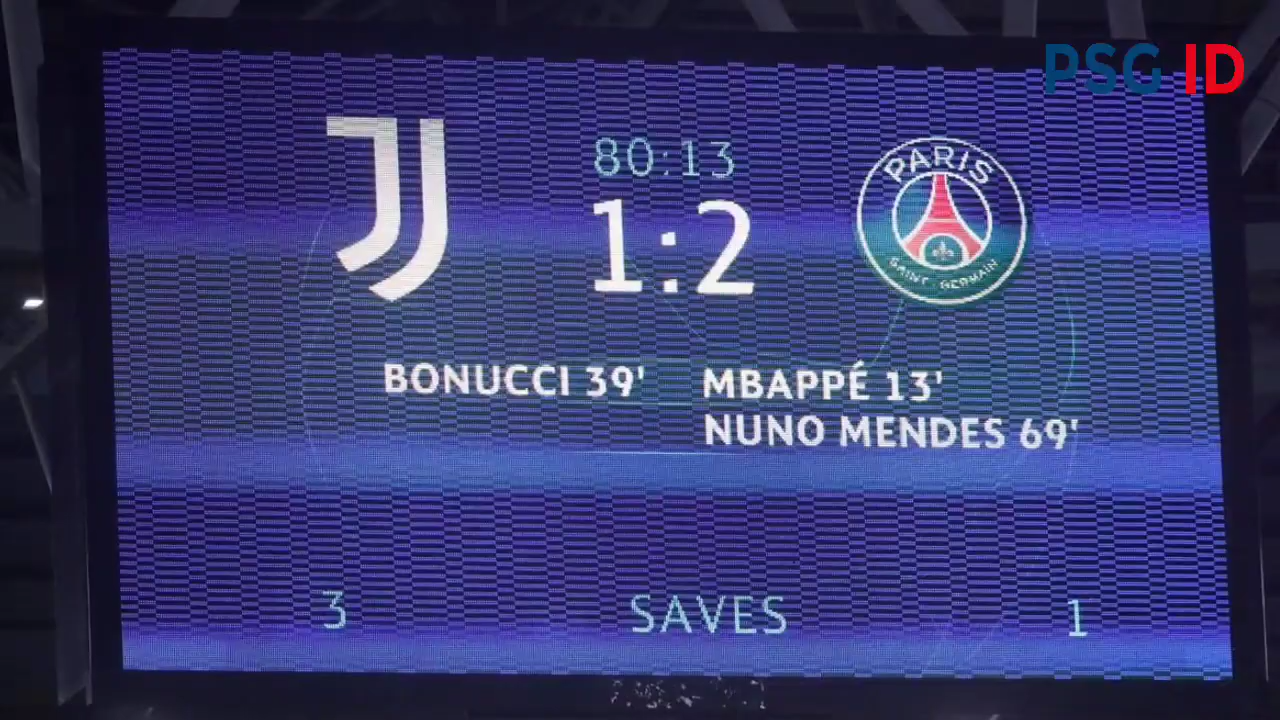 PSG ID
80:13
1:2
PARIS
SAINT-GERMAIN
BONUCCI 39' MBAPPÉ 13'
NUNO MENDES 69'
3 SAVES 1